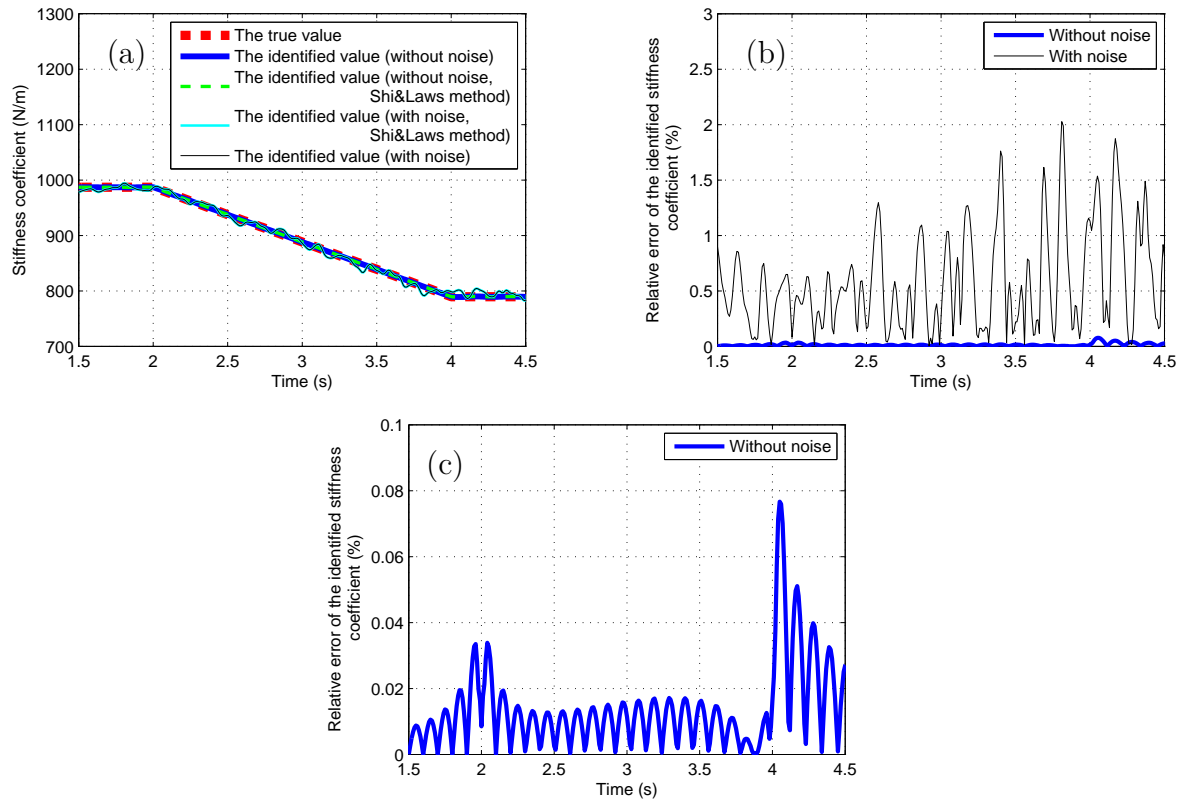 1300
1200
1100
1000
900
800
700
1.5 2 2.5 3 3.5 4 4.5
Time (s)
Stiffness coefficient (N/m)
(a)
The true value
The identified value (without noise)
The identified value (without noise,
Shi&Laws method)
The identified value (with noise,
Shi&Laws method)
The identified value (with noise)
3
2.5
2
1.5
1
0.5
0
1.5 2 2.5 3 3.5 4 4.5
Time (s)
Relative error of the identified stiffness
coefficient (%)
(b)
Without noise
With noise
0.1
0.08
0.06
0.04
0.02
0
1.5 2 2.5 3 3.5 4 4.5
Time (s)
Relative error of the identified stiffness
coefficient (%)
(c)
Without noise